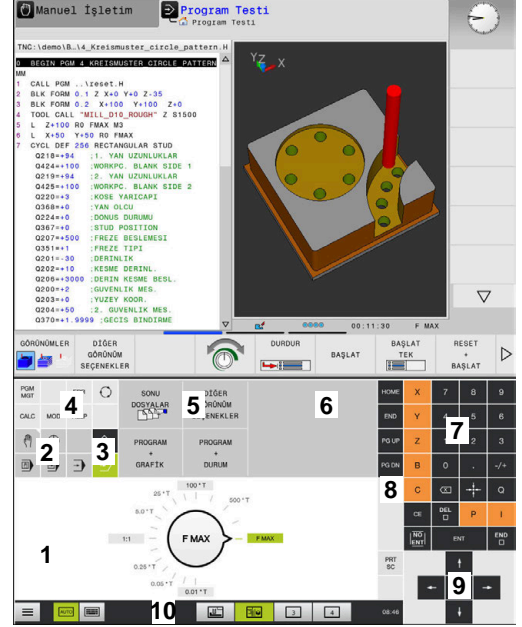 Manuel İşletim
Program Testi
Program Testi
TNC:\demo\B…\4_Kreismuster_circle_pattern.H
0 BEGIN PGM 4_KREISMUSTER_CIRCLE_PATTERN
MM
1 CALL PGM ..\reset.H
2 BLK FORM 0.1 Z X+0 Y+0 Z-35
3 BLK FORM 0.2 X+100 Y+100 Z+0
4 TOOL CALL "MILL_D10_ROUGH" Z S1500
5 L Z+100 R0 FMAX M3
6 L X+50 Y+50 R0 FMAX
7 CYCL DEF 256 RECTANGULAR STUD
Q218=+94 ;1. YAN UZUNLUKLAR
Q424=+100 ;WORKPC. BLANK SIDE 1
Q219=+94 ;2. YAN UZUNLUKLAR
Q425=+100 ;WORKPC. BLANK SIDE 2
Q220=+3 ;KOSE YARICAPI
Q368=+0 ;YAN OLCU
Q224=+0 ;DONUS DURUMU
Q367=+0 ;STUD POSITION
Q207=+500 ;FREZE BESLEMESI
Q351=+1 ;FREZE TIPI
Q201=-30 ;DERINLIK
Q202=+10 ;KESME DERINL.
Q206=+3000 ;DERIN KESME BESL.
Q200=+2 ;GUVENLIK MES.
Q203=+0 ;YUZEY KOOR.
Q204=+50 ;2. GUVENLIK MES.
Q370=+1.9999 ;GECIS BINDIRME
YZ X
00:11:30 F MAX
GÖRÜNÜMLER
DİĞER
GÖRÜNÜM
SEÇENEKLER
DURDUR
BAŞLAT
BAŞLAT
TEK
RESET
+
BAŞLAT
PGM
MGT
CALC MOD
4
2
3
SONU
DOSYALAR
DİĞER
GÖRÜNÜM
SEÇENEKLER
5
PROGRAM
+
GRAFİK
PROGRAM
+
DURUM
6
HOME X 7 8 9
END Y 4 5 6
7
PG UP Z 1 2 3
PG DN B 0 . -/+
8
C Q
CE DEL P I
NO
ENT
ENT
END
PRT
SC
9
1
100°T
25°T 500°T
5.0°T
1:1 F MAX F MAX
0.25°T
0.05°T
0.01°T
AUTO
10
3
4
08:46